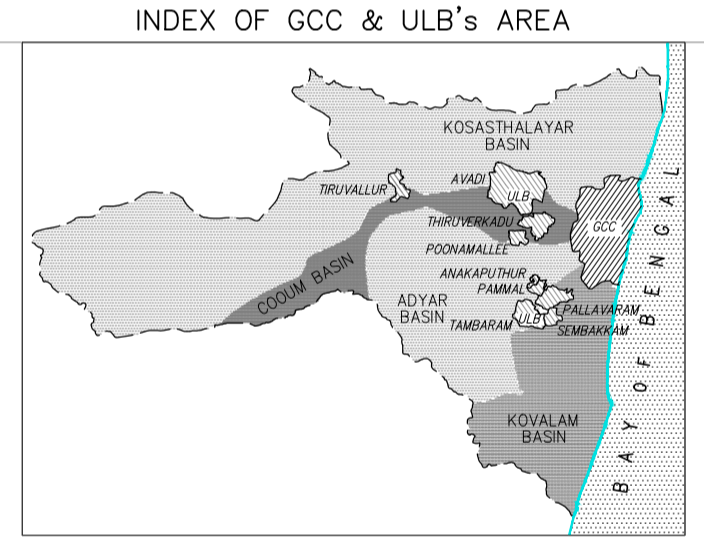 INDEX OF GCC & ULB's AREA
KOSASTHALAYAR
BASIN
AVADI
TIRUVALLUR
ULB
THIRUVERKADU
GCC
POONAMALLEE
COOUM BASIN
ANAKAPUTHUR
PAMMAL
ADYAR
BASIN
PALLAVARAM
ULB
TAMBARAM
SEMBAKKAM
KOVALAM
BASIN
BAY OF BENGAL